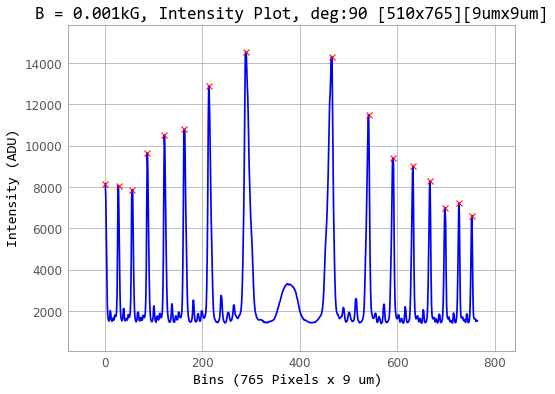 B = 0.001kG, Intensity Plot, deg:90 [510x765][9umx9um]
14000
12000
10000
8000
6000
4000
2000
Intensity (ADU)
0 200 400 600 800
Bins (765 Pixels x 9 um)